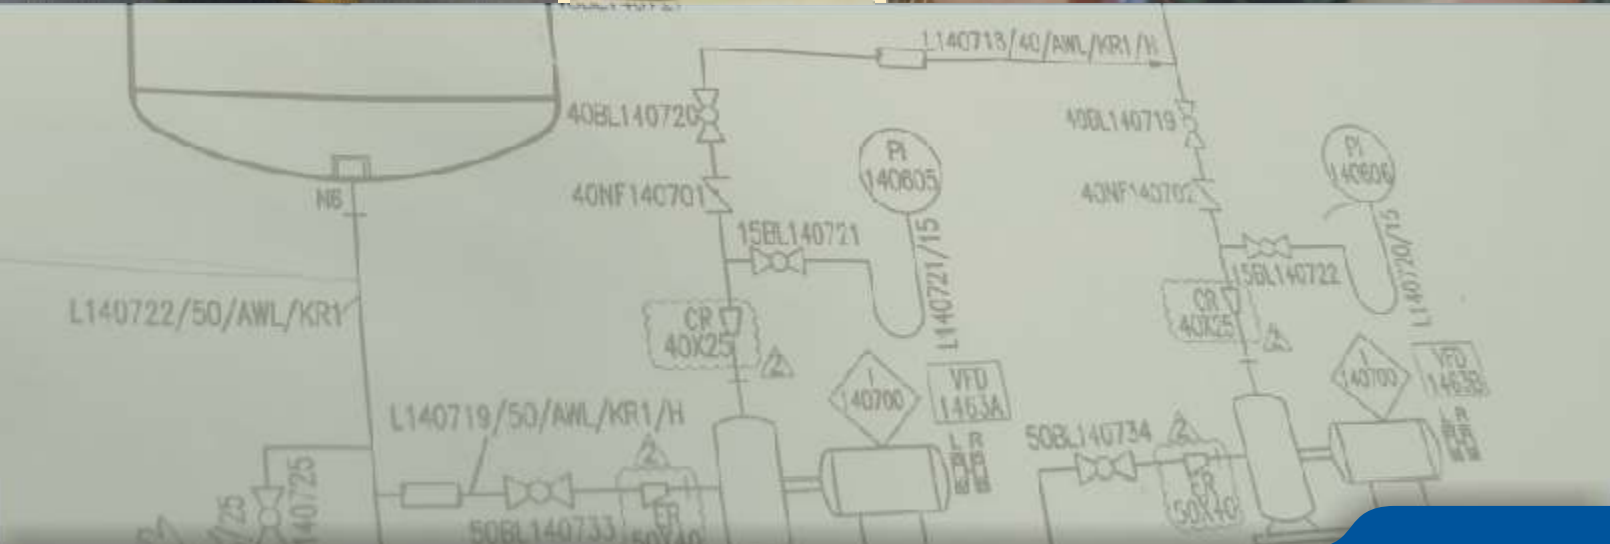 L140713/40/AWL/KR1/H
40BL140720
40BL140719
PI
140605
PI
140606
N6
40NF140701
40NF140702
15BL140721
L140721/15
15BL140722
L140720/15
L140722/50/AWL/KR1
CR
40X25
2
CR
40X25
2
I
140700
VFD
1463A
I
140700
VFD
1463B
L140719/50/AWL/KR1/H
2
L R
50BL140734
2
L R
50BL140733
ER
50X40
ER
50X40
140725